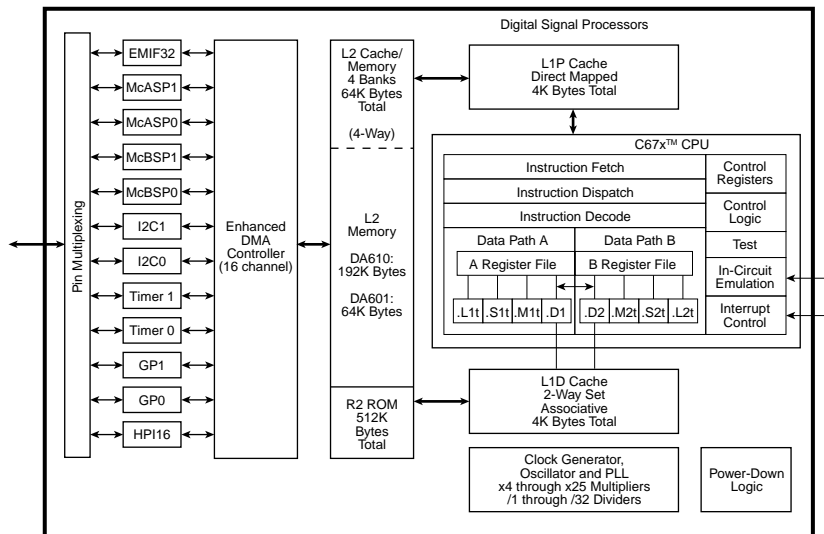 Digital Signal Processors
Pin Multiplexing
EMIF32
McASP1
McASP0
McBSP1
McBSP0
I2C1
I2C0
Timer 1
Timer 0
GP1
GP0
HPI16
Enhanced
DMA
Controller
(16 channel)
L2 Cache/
Memory
4 Banks
64K Bytes
Total
(4-Way)
L2
Memory
DA610:
192K Bytes
DA601:
64K Bytes
R2 ROM
512K
Bytes
Total
L1P Cache
Direct Mapped
4K Bytes Total
C67x™ CPU
Instruction Fetch
Instruction Dispatch
Instruction Decode
Data Path A
Data Path B
A Register File
B Register File
.L1t .S1t .M1t .D1
.D2 .M2t .S2t .L2t
Control
Registers
Control
Logic
Test
In-Circuit
Emulation
Interrupt
Control
L1D Cache
2-Way Set
Associative
4K Bytes Total
Clock Generator,
Oscillator and PLL
x4 through x25 Multipliers
/1 through /32 Dividers
Power-Down
Logic